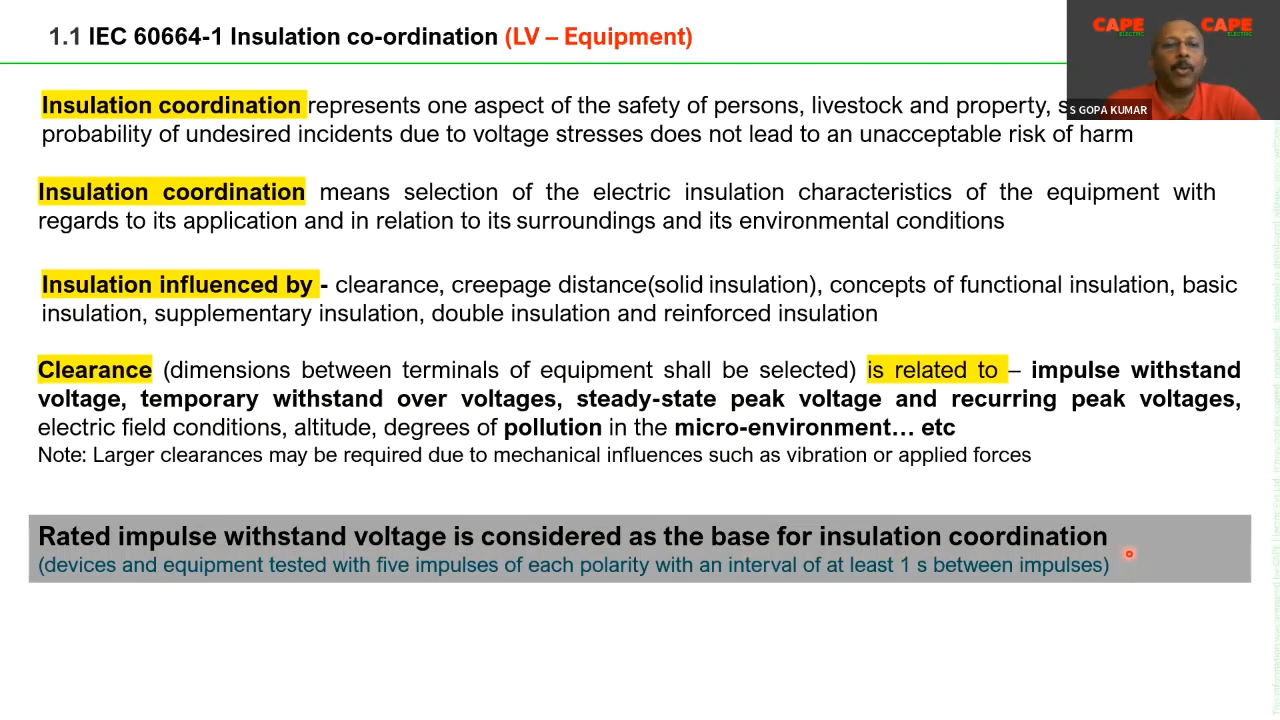 1.1 IEC 60664-1 Insulation co-ordination (LV – Equipment)
CAPE ELECTRIC
CAPE ELECTRIC
S GOPA KUMAR
Insulation coordination represents one aspect of the safety of persons, livestock and property, s
probability of undesired incidents due to voltage stresses does not lead to an unacceptable risk of harm
Insulation coordination means selection of the electric insulation characteristics of the equipment with
regards to its application and in relation to its surroundings and its environmental conditions
Insulation influenced by - clearance, creepage distance(solid insulation), concepts of functional insulation, basic
insulation, supplementary insulation, double insulation and reinforced insulation
Clearance (dimensions between terminals of equipment shall be selected) is related to – impulse withstand
voltage, temporary withstand over voltages, steady-state peak voltage and recurring peak voltages,
electric field conditions, altitude, degrees of pollution in the micro-environment… etc
Note: Larger clearances may be required due to mechanical influences such as vibration or applied forces
Rated impulse withstand voltage is considered as the base for insulation coordination
(devices and equipment tested with five impulses of each polarity with an interval of at least 1 s between impulses)